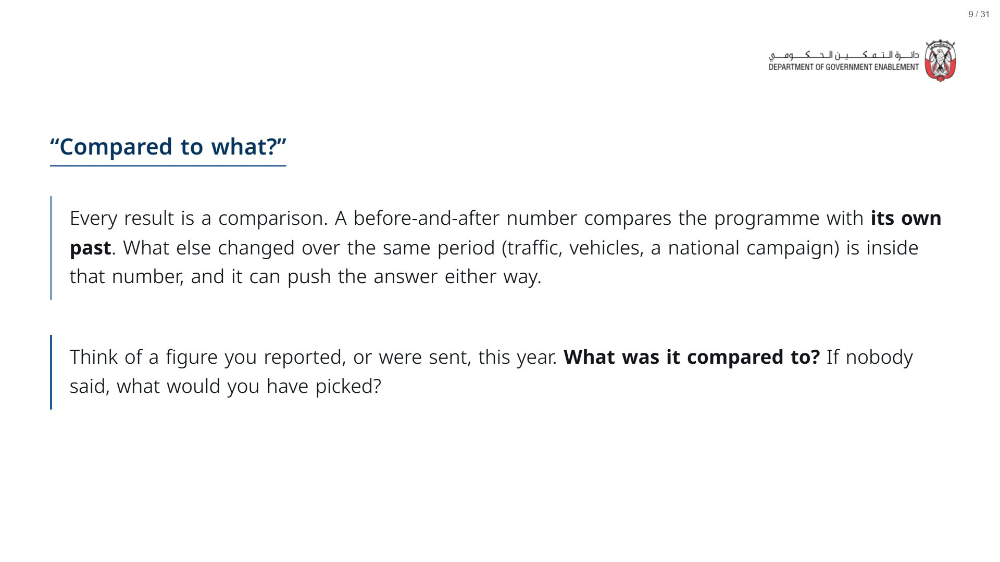 9 / 31
دائرة التمكين الحكومي
DEPARTMENT OF GOVERNMENT ENABLEMENT
“Compared to what?”
Every result is a comparison. A before-and-after number compares the programme with its own
past. What else changed over the same period (traffic, vehicles, a national campaign) is inside
that number, and it can push the answer either way.
Think of a figure you reported, or were sent, this year. What was it compared to? If nobody
said, what would you have picked?